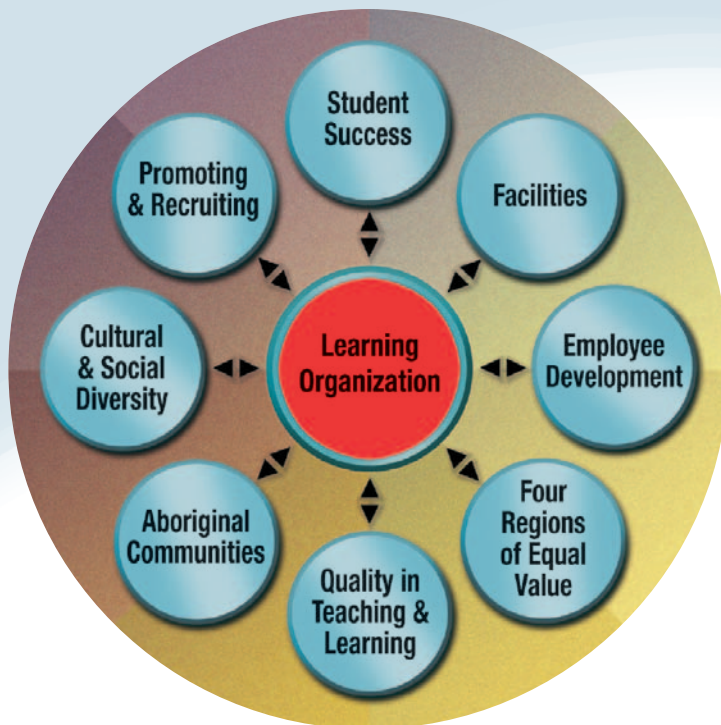 Student
Success
Facilities
Employee
Development
Four
Regions
of Equal
Value
Quality in
Teaching &
Learning
Aboriginal
Communities
Cultural
& Social
Diversity
Promoting
& Recruiting
Learning
Organization